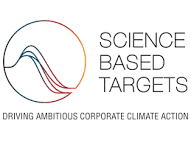 SCIENCE
BASED
TARGETS
DRIVING AMBITIOUS CORPORATE CLIMATE ACTION